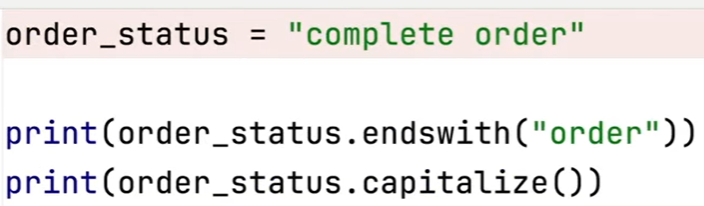 order_status = "complete order"
print(order_status.endswith("order"))
print(order_status.capitalize())